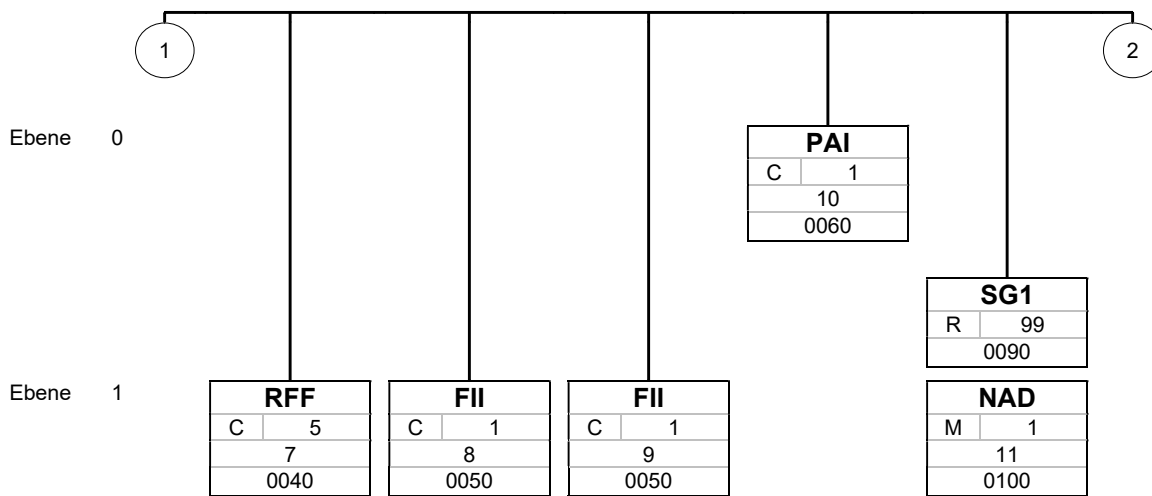 1
2
Ebene 0
PAI
C 1
10
0060
SG1
R 99
0090
Ebene 1
RFF
C 5
7
0040
FII
C 1
8
0050
FII
C 1
9
0050
NAD
M 1
11
0100